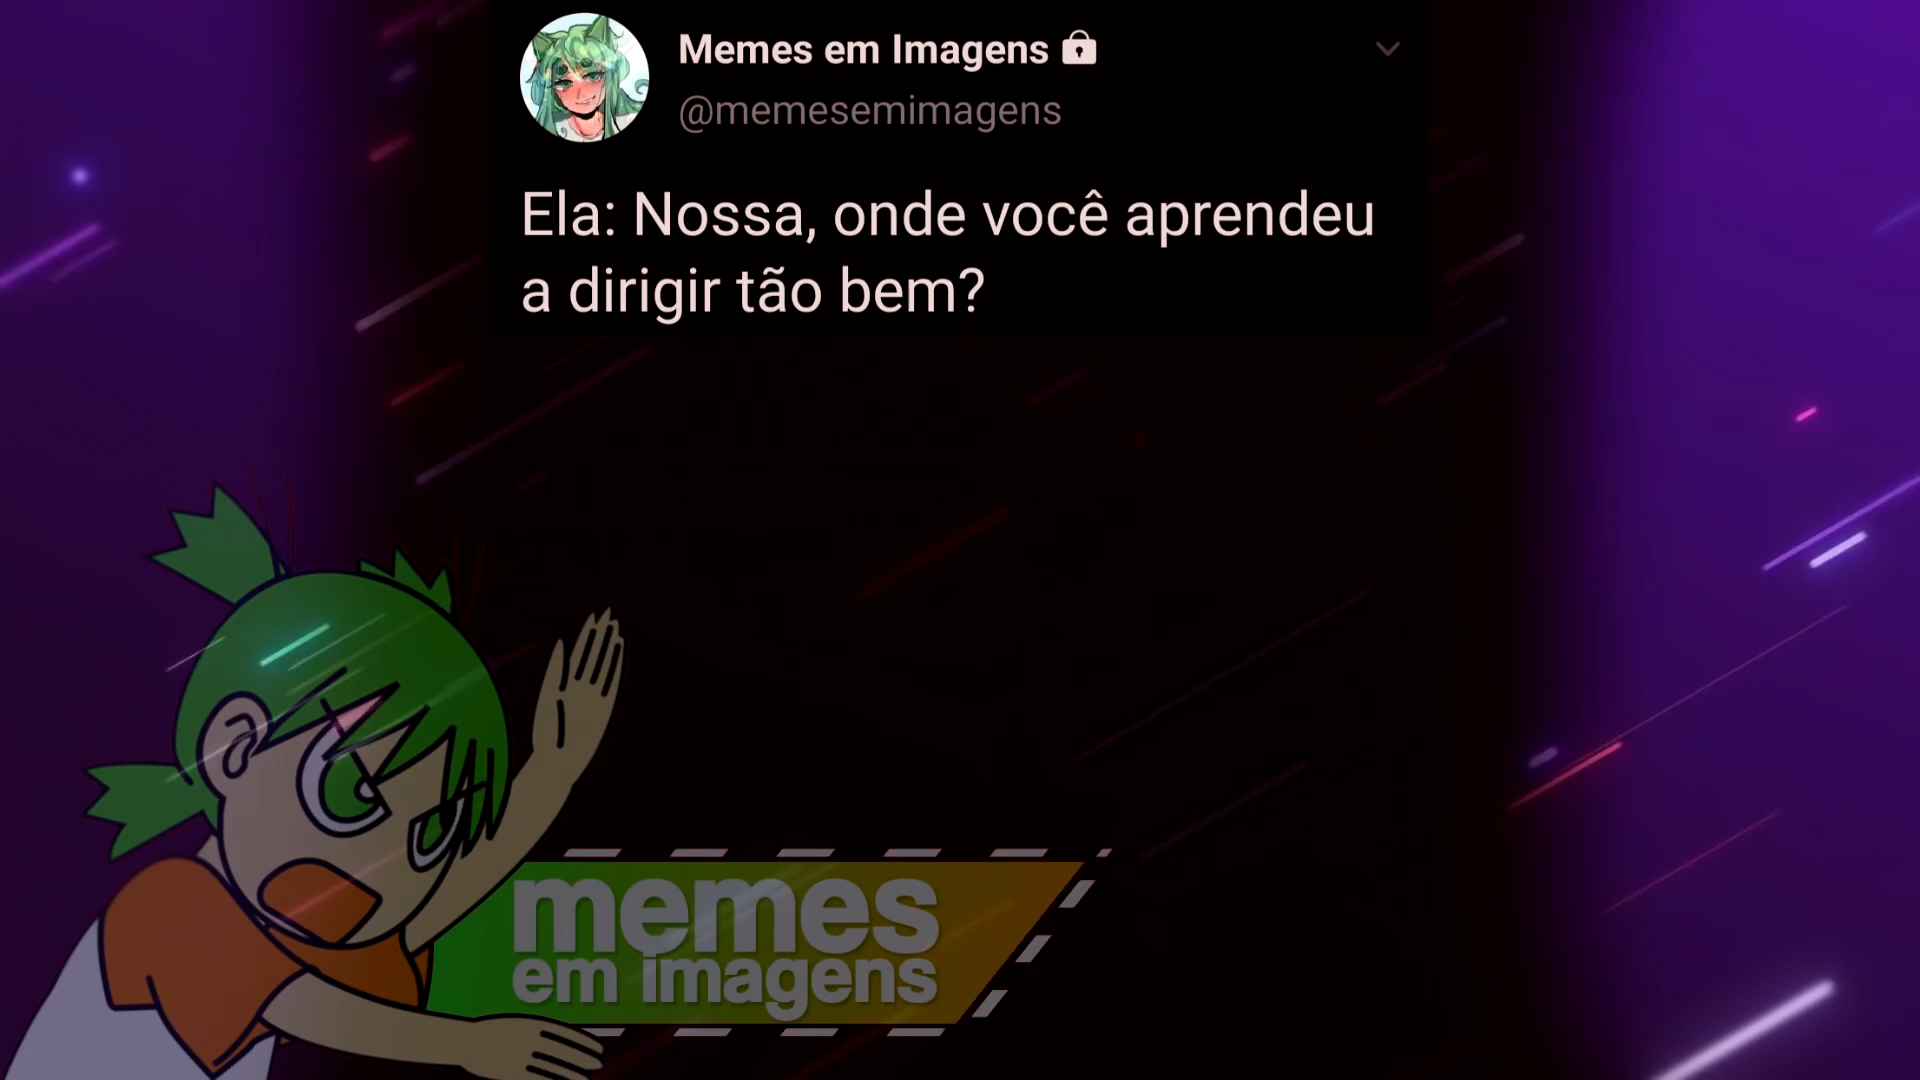 Memes em Imagens
@memesemimagens
Ela: Nossa, onde você aprendeu
a dirigir tão bem?
memes
em imagens